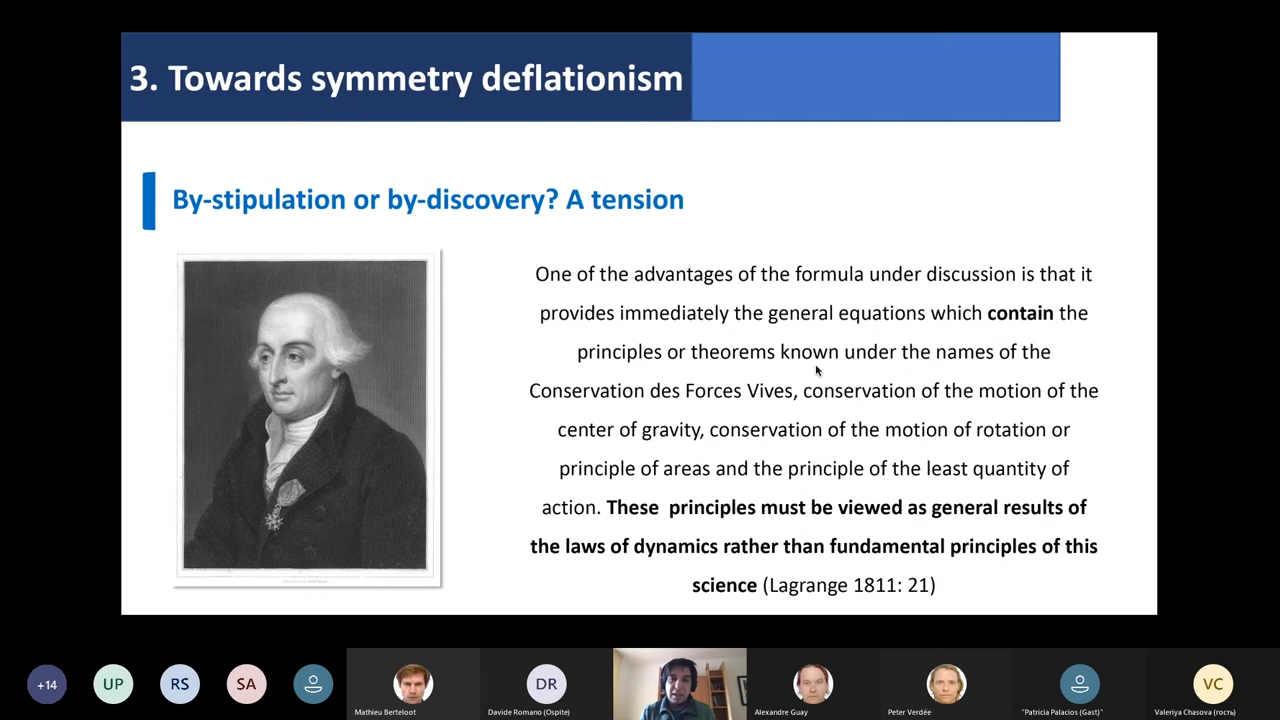 3. Towards symmetry deflationism
By-stipulation or by-discovery? A tension
One of the advantages of the formula under discussion is that it
provides immediately the general equations which contain the
principles or theorems known under the names of the
Conservation des Forces Vives, conservation of the motion of the
center of gravity, conservation of the motion of rotation or
principle of areas and the principle of the least quantity of
action. These  principles must be viewed as general results of
the laws of dynamics rather than fundamental principles of this
science (Lagrange 1811: 21)
+14
UP
RS
SA
DR
VC
Mathieu Berteloot
Davide Romano (Ospite)
Alexandre Guay
Peter Verdée
"Patricia Palacios (Gast)"
Valeriya Chasova (гость)